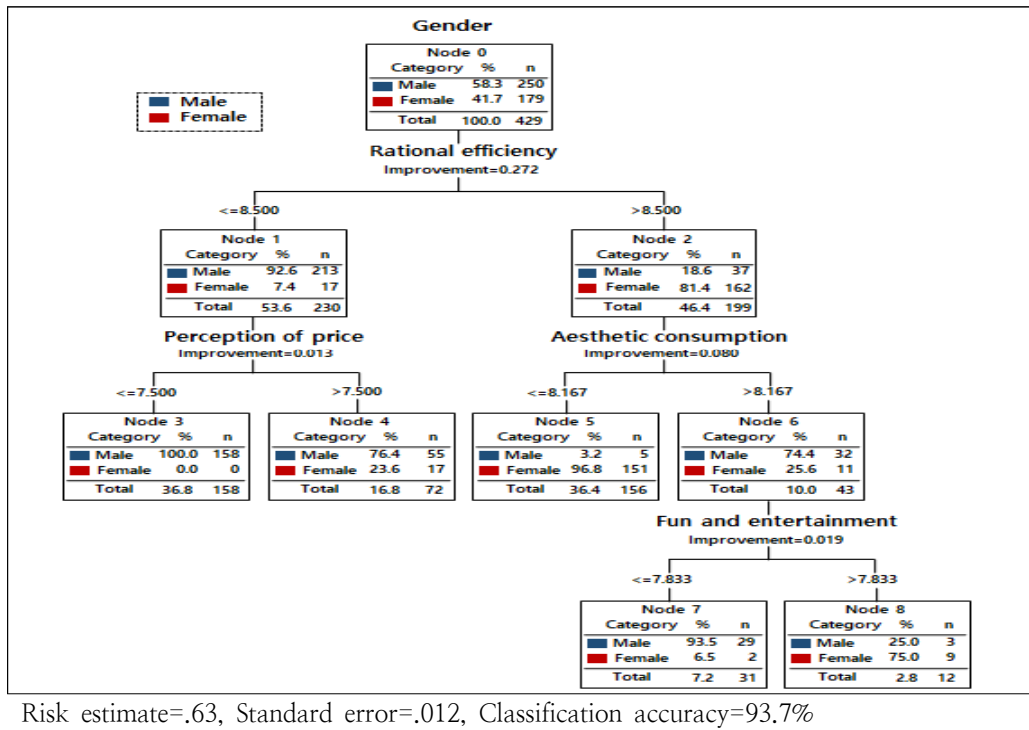 Gender
Node 0
Category % n
Male 58.3 250
Female 41.7 179
Total 100.0 429
Male
Female
Rational efficiency
Improvement=0.272
<=8.500 >8.500
Node 1
Category % n
Male 92.6 213
Female 7.4 17
Total 53.6 230
Node 2
Category % n
Male 18.6 37
Female 81.4 162
Total 46.4 199
Perception of price
Improvement=0.013
Aesthetic consumption
Improvement=0.080
<=7.500 >7.500 <=8.167 >8.167
Node 3
Category % n
Male 100.0 158
Female 0.0 0
Total 36.8 158
Node 4
Category % n
Male 76.4 55
Female 23.6 17
Total 16.8 72
Node 5
Category % n
Male 3.2 5
Female 96.8 151
Total 36.4 156
Node 6
Category % n
Male 74.4 32
Female 25.6 11
Total 10.0 43
Fun and entertainment
Improvement=0.019
<=7.833 >7.833
Node 7
Category % n
Male 93.5 29
Female 6.5 2
Total 7.2 31
Node 8
Category % n
Male 25.0 3
Female 75.0 9
Total 2.8 12
Risk estimate=.63, Standard error=.012, Classification accuracy=93.7%